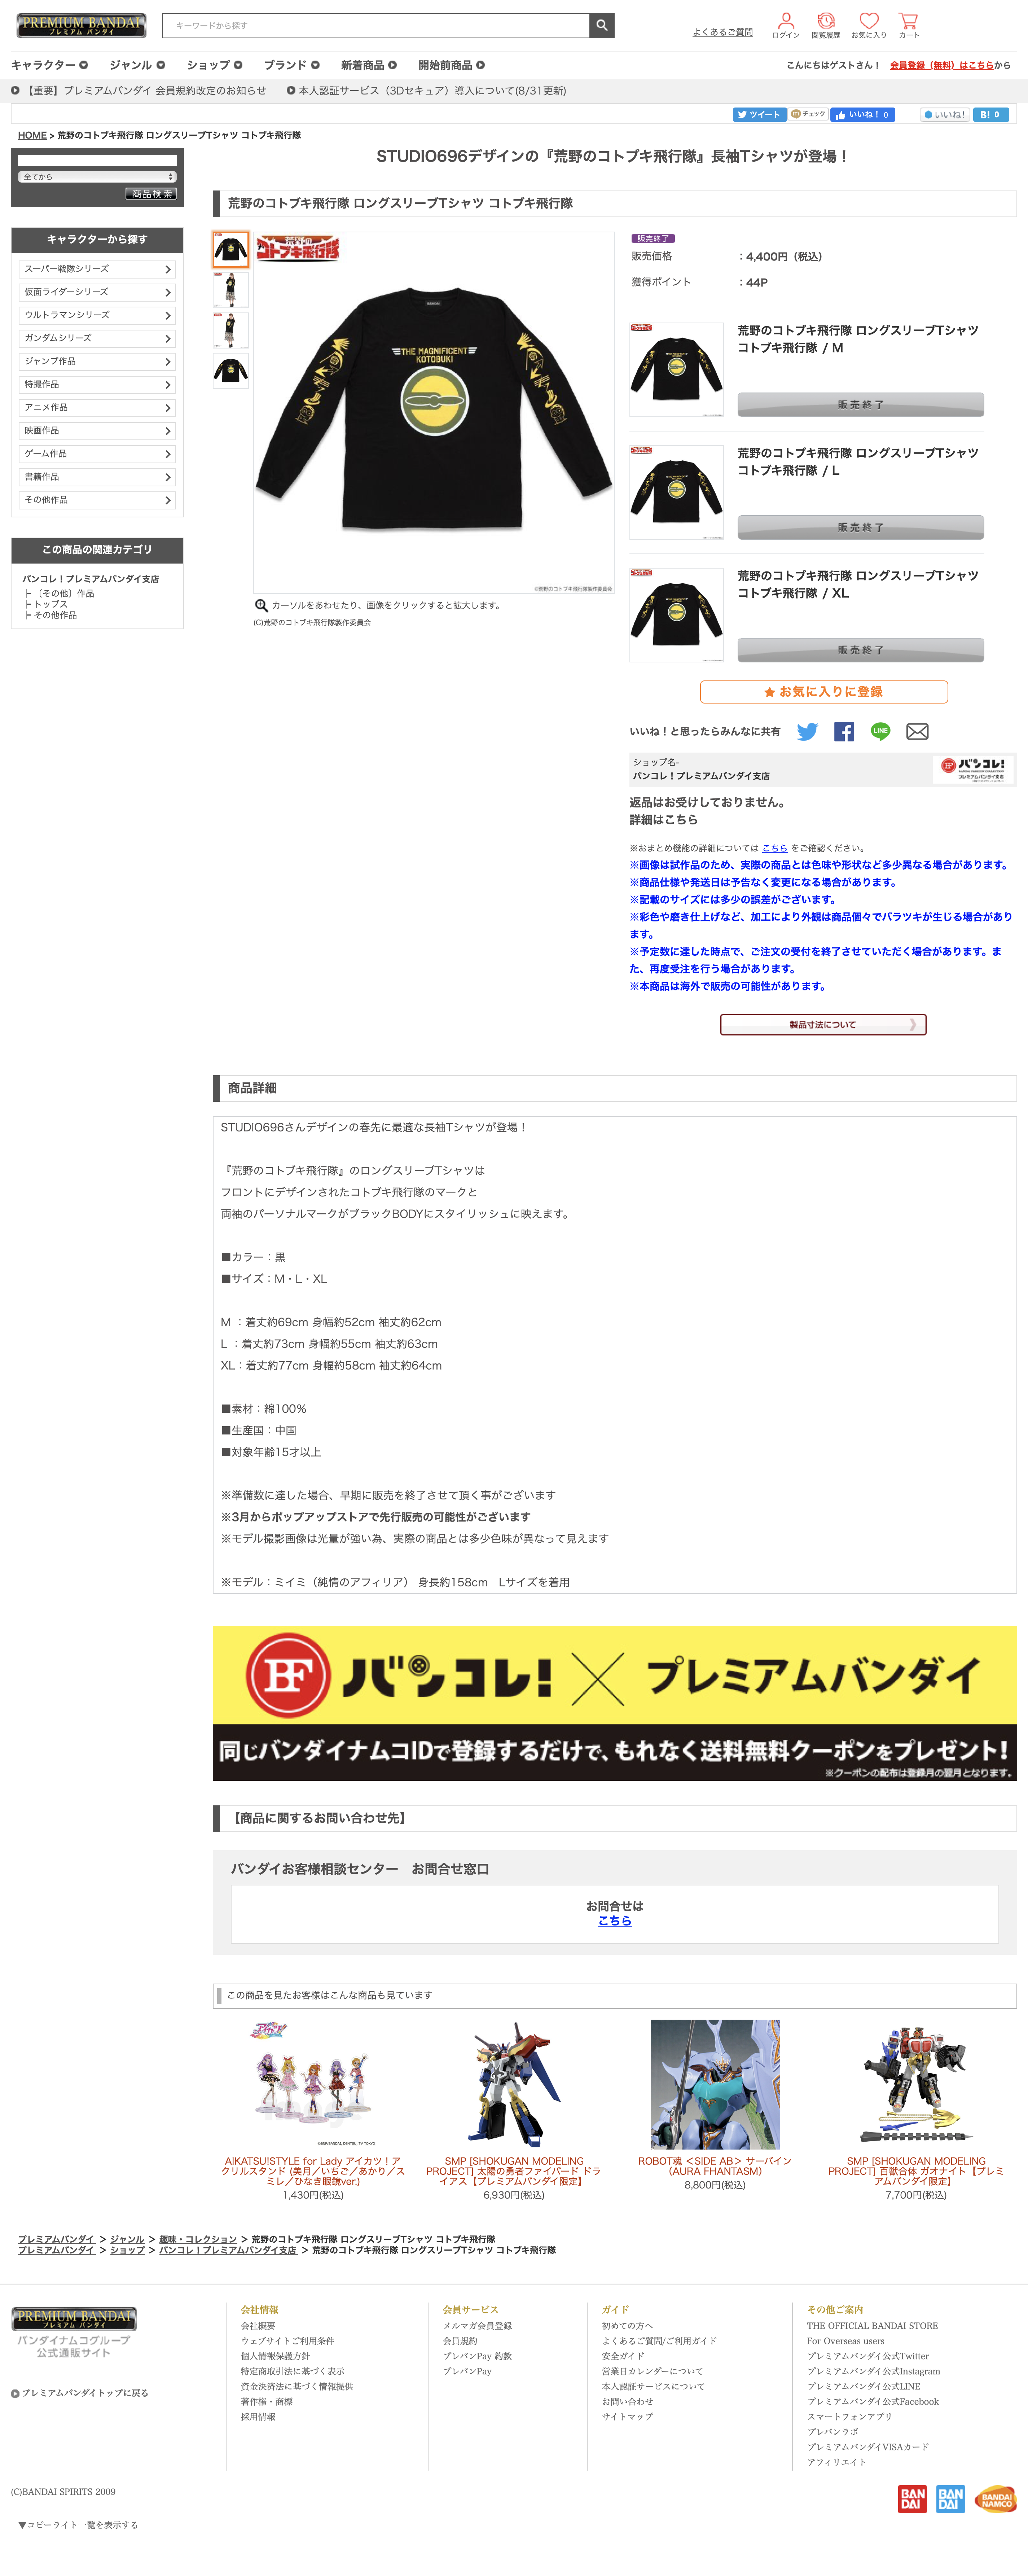 PREMIUM BANDAI
プレミアム バンダイ
キーワードから探す
よくあるご質問
ログイン
閲覧履歴
お気に入り
カート
キャラクター
ジャンル
ショップ
ブランド
新着商品
開始前商品
こんにちはゲストさん！ 会員登録（無料）はこちらから
【重要】プレミアムバンダイ 会員規約改定のお知らせ
本人認証サービス（3Dセキュア）導入について(8/31更新)
ツイート
チェック
いいね！ 0
いいね！
B! 0
HOME > 荒野のコトブキ飛行隊 ロングスリーブTシャツ コトブキ飛行隊
全てから
商品検索
キャラクターから探す
スーパー戦隊シリーズ
仮面ライダーシリーズ
ウルトラマンシリーズ
ガンダムシリーズ
ジャンプ作品
特撮作品
アニメ作品
映画作品
ゲーム作品
書籍作品
その他作品
この商品の関連カテゴリ
バンコレ！プレミアムバンダイ支店
┝〔その他〕作品
┝トップス
┝その他作品
STUDIO696デザインの『荒野のコトブキ飛行隊』長袖Tシャツが登場！
荒野のコトブキ飛行隊 ロングスリーブTシャツ コトブキ飛行隊
荒野の
コトブキ飛行隊
THE MAGNIFICENT
KOTOBUKI
©荒野のコトブキ飛行隊製作委員会
カーソルをあわせたり、画像をクリックすると拡大します。
(C)荒野のコトブキ飛行隊製作委員会
販売終了
販売価格 ：4,400円（税込）
獲得ポイント ：44P
荒野のコトブキ飛行隊 ロングスリーブTシャツ
コトブキ飛行隊 / M
販売終了
荒野のコトブキ飛行隊 ロングスリーブTシャツ
コトブキ飛行隊 / L
販売終了
荒野のコトブキ飛行隊 ロングスリーブTシャツ
コトブキ飛行隊 / XL
販売終了
★ お気に入りに登録
いいね！と思ったらみんなに共有
LINE
ショップ名-
バンコレ！プレミアムバンダイ支店
BF バンコレ！
プレミアムバンダイ支店
返品はお受けしておりません。
詳細はこちら
※おまとめ機能の詳細については こちら をご確認ください。
※画像は試作品のため、実際の商品とは色味や形状など多少異なる場合があります。
※商品仕様や発送日は予告なく変更になる場合があります。
※記載のサイズには多少の誤差がございます。
※彩色や磨き仕上げなど、加工により外観は商品個々でバラツキが生じる場合があり
ます。
※予定数に達した時点で、ご注文の受付を終了させていただく場合があります。ま
た、再度受注を行う場合があります。
※本商品は海外で販売の可能性があります。
製品寸法について
商品詳細
STUDIO696さんデザインの春先に最適な長袖Tシャツが登場！
『荒野のコトブキ飛行隊』のロングスリーブTシャツは
フロントにデザインされたコトブキ飛行隊のマークと
両袖のパーソナルマークがブラックBODYにスタイリッシュに映えます。
■カラー：黒
■サイズ：M・L・XL
M ：着丈約69cm 身幅約52cm 袖丈約62cm
L ：着丈約73cm 身幅約55cm 袖丈約63cm
XL：着丈約77cm 身幅約58cm 袖丈約64cm
■素材：綿100％
■生産国：中国
■対象年齢15才以上
※準備数に達した場合、早期に販売を終了させて頂く事がございます
※3月からポップアップストアで先行販売の可能性がございます
※モデル撮影画像は光量が強い為、実際の商品とは多少色味が異なって見えます
※モデル：ミイミ（純情のアフィリア） 身長約158cm　Lサイズを着用
BF バンコレ！ × プレミアムバンダイ
同じバンダイナムコIDで登録するだけで、もれなく送料無料クーポンをプレゼント！
※クーポンの配布は登録月の翌月となります。
【商品に関するお問い合わせ先】
バンダイお客様相談センター　お問合せ窓口
お問合せは
こちら
この商品を見たお客様はこんな商品も見ています
AIKATSU!STYLE for Lady アイカツ！ア
クリルスタンド (美月／いちご／あかり／ス
ミレ／ひなき眼鏡ver.)
1,430円(税込)
SMP [SHOKUGAN MODELING
PROJECT] 太陽の勇者ファイバード ドラ
イアス【プレミアムバンダイ限定】
6,930円(税込)
ROBOT魂 ＜SIDE AB＞ サーバイン
（AURA FHANTASM）
8,800円(税込)
SMP [SHOKUGAN MODELING
PROJECT] 百獣合体 ガオナイト【プレミ
アムバンダイ限定】
7,700円(税込)
プレミアムバンダイ ＞ ジャンル ＞ 趣味・コレクション ＞ 荒野のコトブキ飛行隊 ロングスリーブTシャツ コトブキ飛行隊
プレミアムバンダイ ＞ ショップ ＞ バンコレ！プレミアムバンダイ支店 ＞ 荒野のコトブキ飛行隊 ロングスリーブTシャツ コトブキ飛行隊
PREMIUM BANDAI
プレミアム バンダイ
バンダイナムコグループ
公式通販サイト
プレミアムバンダイトップに戻る
会社情報
会社概要
ウェブサイトご利用条件
個人情報保護方針
特定商取引法に基づく表示
資金決済法に基づく情報提供
著作権・商標
採用情報
会員サービス
メルマガ会員登録
会員規約
プレバンPay 約款
プレバンPay
ガイド
初めての方へ
よくあるご質問/ご利用ガイド
安全ガイド
営業日カレンダーについて
本人認証サービスについて
お問い合わせ
サイトマップ
その他ご案内
THE OFFICIAL BANDAI STORE
For Overseas users
プレミアムバンダイ公式Twitter
プレミアムバンダイ公式Instagram
プレミアムバンダイ公式LINE
プレミアムバンダイ公式Facebook
スマートフォンアプリ
プレバンラボ
プレミアムバンダイVISAカード
アフィリエイト
(C)BANDAI SPIRITS 2009
BANDAI
BANDAI
BANDAI NAMCO
▼コピーライト一覧を表示する